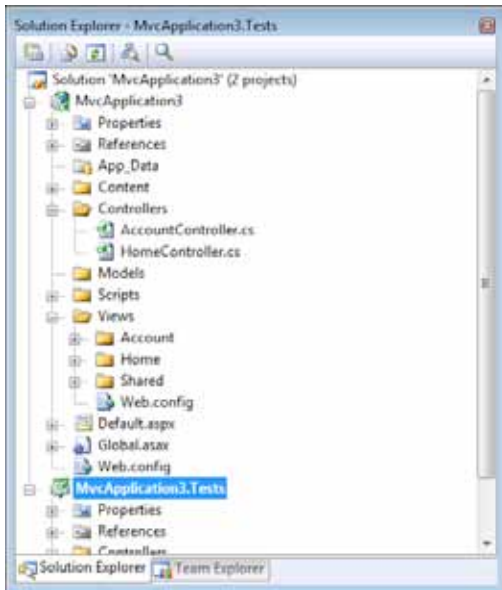 Solution Explorer - MvcApplication3.Tests
Solution 'MvcApplication3' (2 projects)
MvcApplication3
Properties
References
App_Data
Content
Controllers
AccountController.cs
HomeController.cs
Models
Scripts
Views
Account
Home
Shared
Web.config
Default.aspx
Global.asax
Web.config
MvcApplication3.Tests
Properties
References
Controllers
Solution Explorer
Team Explorer